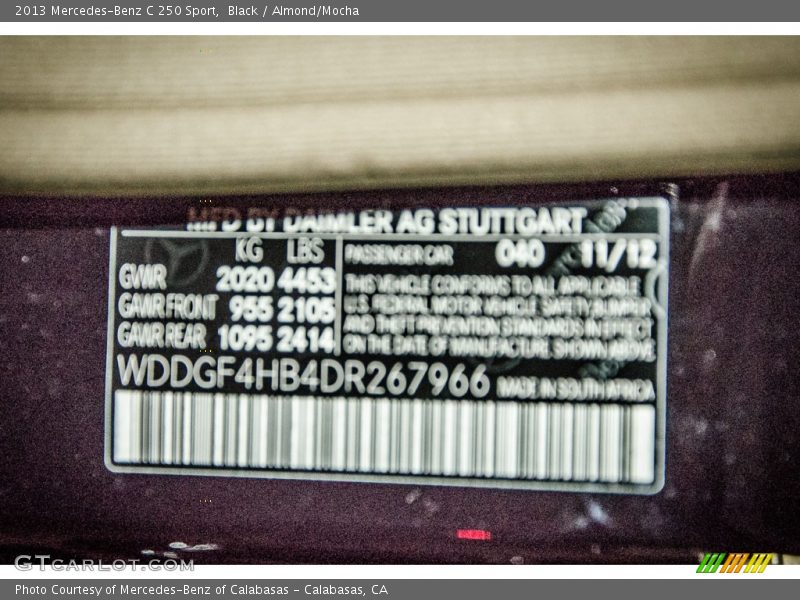 2013 Mercedes-Benz C 250 Sport, Black / Almond/Mocha
MFD BY DAIMLER AG STUTTGART
KG LBS PASSENGER CAR 040 11/12
GVWR 2020 4453 THIS VEHICLE CONFORMS TO ALL APPLICABLE
GAWR FRONT 955 2105 U.S. FEDERAL MOTOR VEHICLE SAFETY BUMPER
GAWR REAR 1095 2414 AND THEFT PREVENTION STANDARDS IN EFFECT
ON THE DATE OF MANUFACTURE SHOWN ABOVE.
WDDGF4HB4DR267966 MADE IN SOUTH AFRICA
GTcarlot.com
Photo Courtesy of Mercedes-Benz of Calabasas - Calabasas, CA